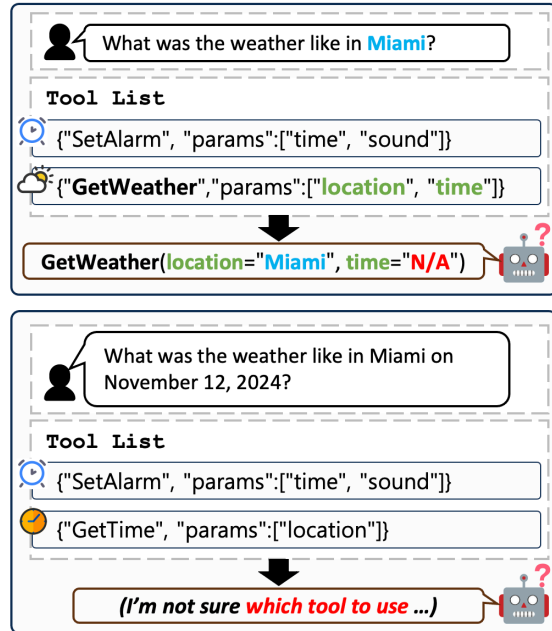 What was the weather like in Miami?
Tool List
{"SetAlarm", "params":["time", "sound"]}
{"GetWeather","params":["location", "time"]}
GetWeather(location="Miami", time="N/A")
?
What was the weather like in Miami on
November 12, 2024?
Tool List
{"SetAlarm", "params":["time", "sound"]}
{"GetTime", "params":["location"]}
(I'm not sure which tool to use ...)
?